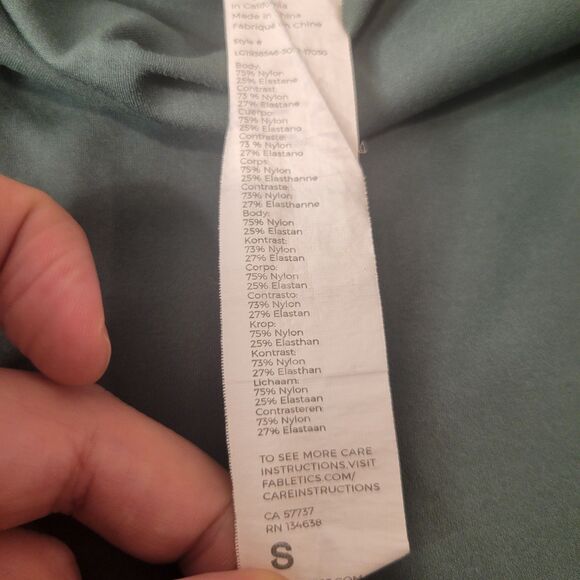 in California
Made in China
Fabriqué en Chine
Style #
Body:
75% Nylon
25% Elastane
Contrast:
73 % Nylon
27% Elastane
Cuerpo:
75% Nylon
25% Elastano
Contraste:
73 % Nylon
27% Elastano
Corps:
75% Nylon
25% Elasthanne
Contraste:
73% Nylon
27% Elasthanne
Body:
75% Nylon
25% Elastan
Kontrast:
73% Nylon
27% Elastan
Corpo:
75% Nylon
25% Elastan
Contrasto:
73% Nylon
27% Elastan
Krop:
75% Nylon
25% Elasthan
Kontrast:
73% Nylon
27% Elasthan
Lichaam:
75% Nylon
25% Elastaan
Contrasteren:
73% Nylon
27% Elastaan
TO SEE MORE CARE
INSTRUCTIONS,VISIT
FABLETICS.COM/
CAREINSTRUCTIONS
CA 57737
RN 134638
S